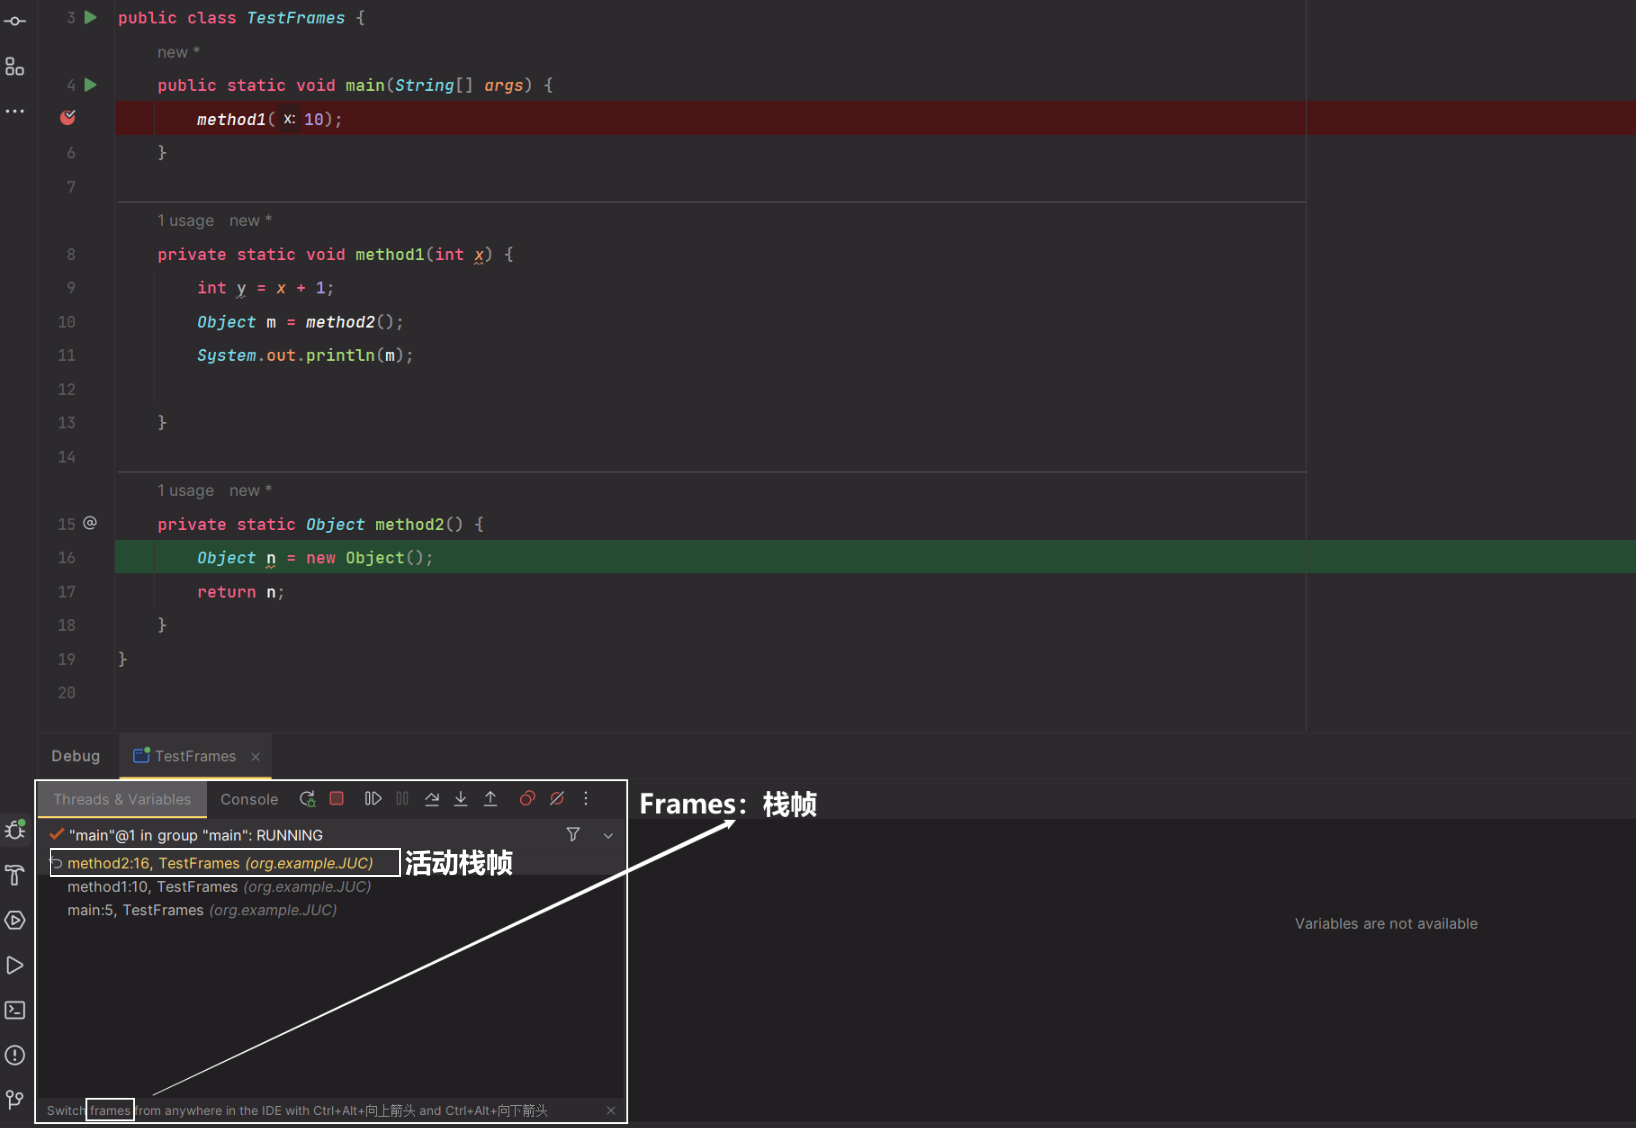 3 public class TestFrames {
new *
4 public static void main(String[] args) {
method1( x: 10);
6 }
7
1 usage new *
8 private static void method1(int x) {
9 int y = x + 1;
10 Object m = method2();
11 System.out.println(m);
12
13 }
14
1 usage new *
15 @ private static Object method2() {
16 Object n = new Object();
17 return n;
18 }
19 }
20
Debug TestFrames ×
Threads & Variables Console
Frames：栈帧
"main"@1 in group "main": RUNNING
method2:16, TestFrames (org.example.JUC) 活动栈帧
method1:10, TestFrames (org.example.JUC)
main:5, TestFrames (org.example.JUC)
Variables are not available
Switch frames from anywhere in the IDE with Ctrl+Alt+向上箭头 and Ctrl+Alt+向下箭头 ×